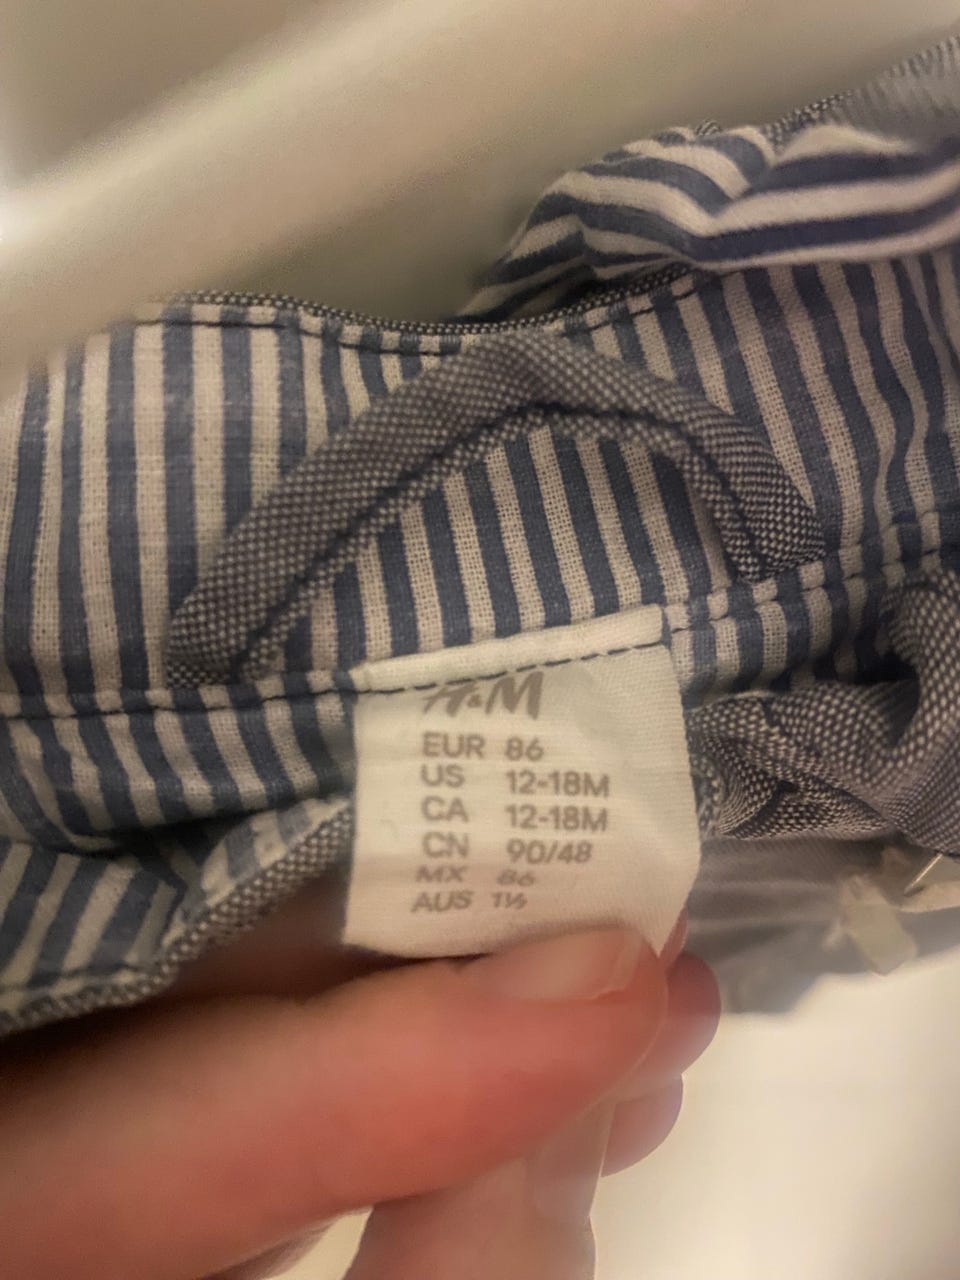 H&M
EUR 86
US 12-18M
CA 12-18M
CN 90/48
MX 86
AUS 1½